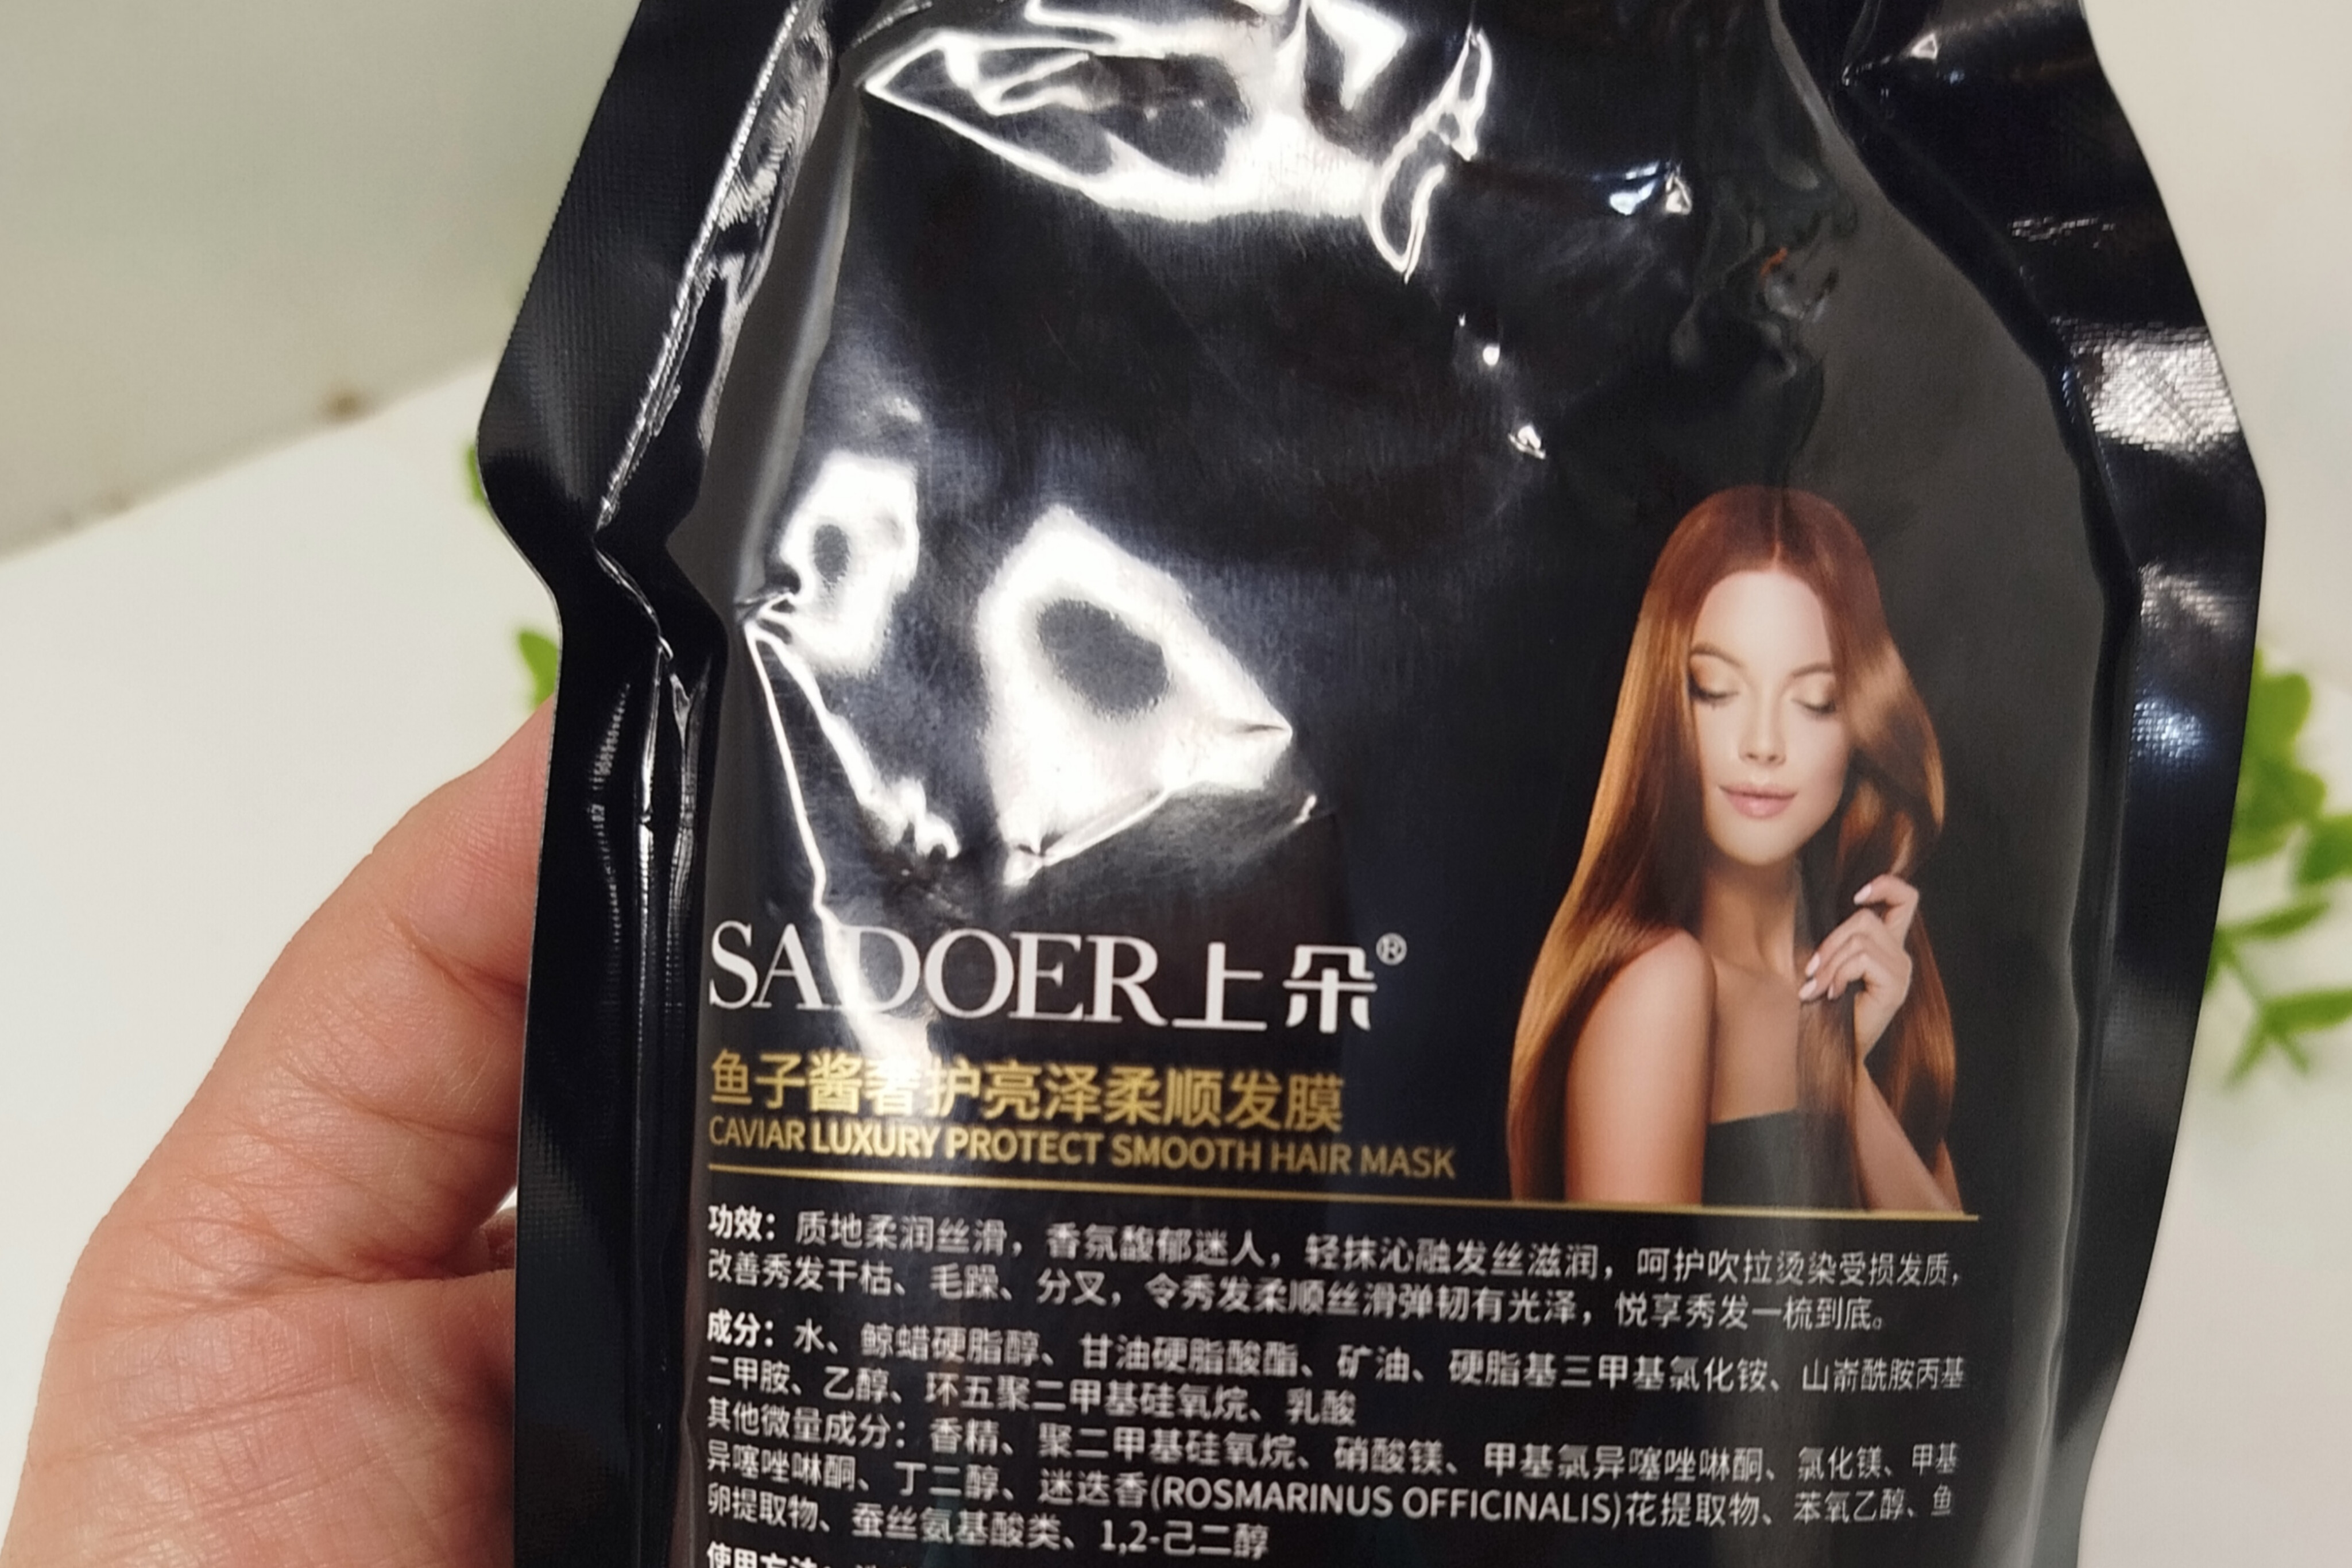 SADOER上朵®
鱼子酱奢护亮泽柔顺发膜
CAVIAR LUXURY PROTECT SMOOTH HAIR MASK
功效：质地柔润丝滑，香氛馥郁迷人，轻抹沁融发丝滋润，呵护吹拉烫染受损发质，
改善秀发干枯、毛躁、分叉，令秀发柔顺丝滑弹韧有光泽，悦享秀发一梳到底。
成分：水、鲸蜡硬脂醇、甘油硬脂酸酯、矿油、硬脂基三甲基氯化铵、山嵛酰胺丙基
二甲胺、乙醇、环五聚二甲基硅氧烷、乳酸
其他微量成分：香精、聚二甲基硅氧烷、硝酸镁、甲基氯异噻唑啉酮、氯化镁、甲基
异噻唑啉酮、丁二醇、迷迭香(ROSMARINUS OFFICINALIS)花提取物、苯氧乙醇、鱼
卵提取物、蚕丝氨基酸类、1,2-己二醇
使用方法：